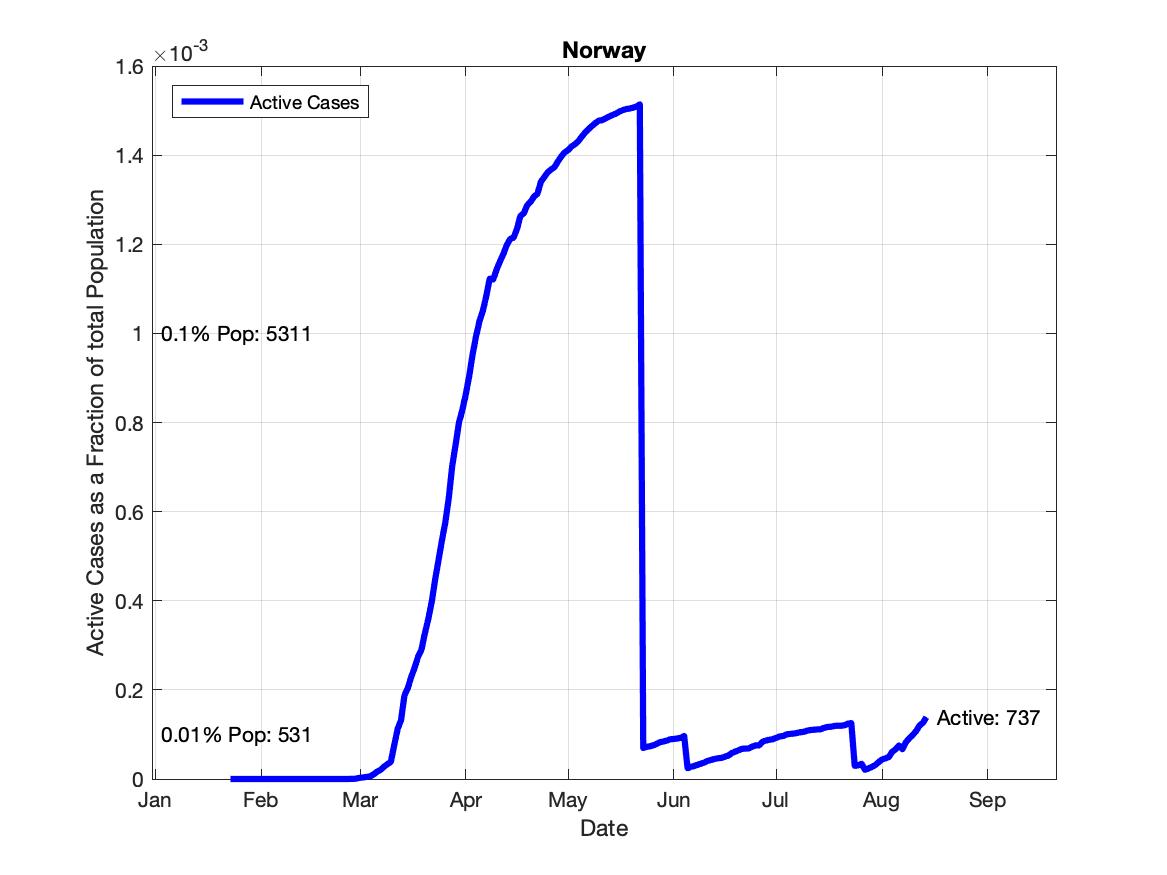 Norway
×10-3
1.6
Active Cases
1.4
1.2
1
0.1% Pop: 5311
0.8
0.6
0.4
0.2
0.01% Pop: 531
Active: 737
0
Active Cases as a Fraction of total Population
Jan Feb Mar Apr May Jun Jul Aug Sep
Date